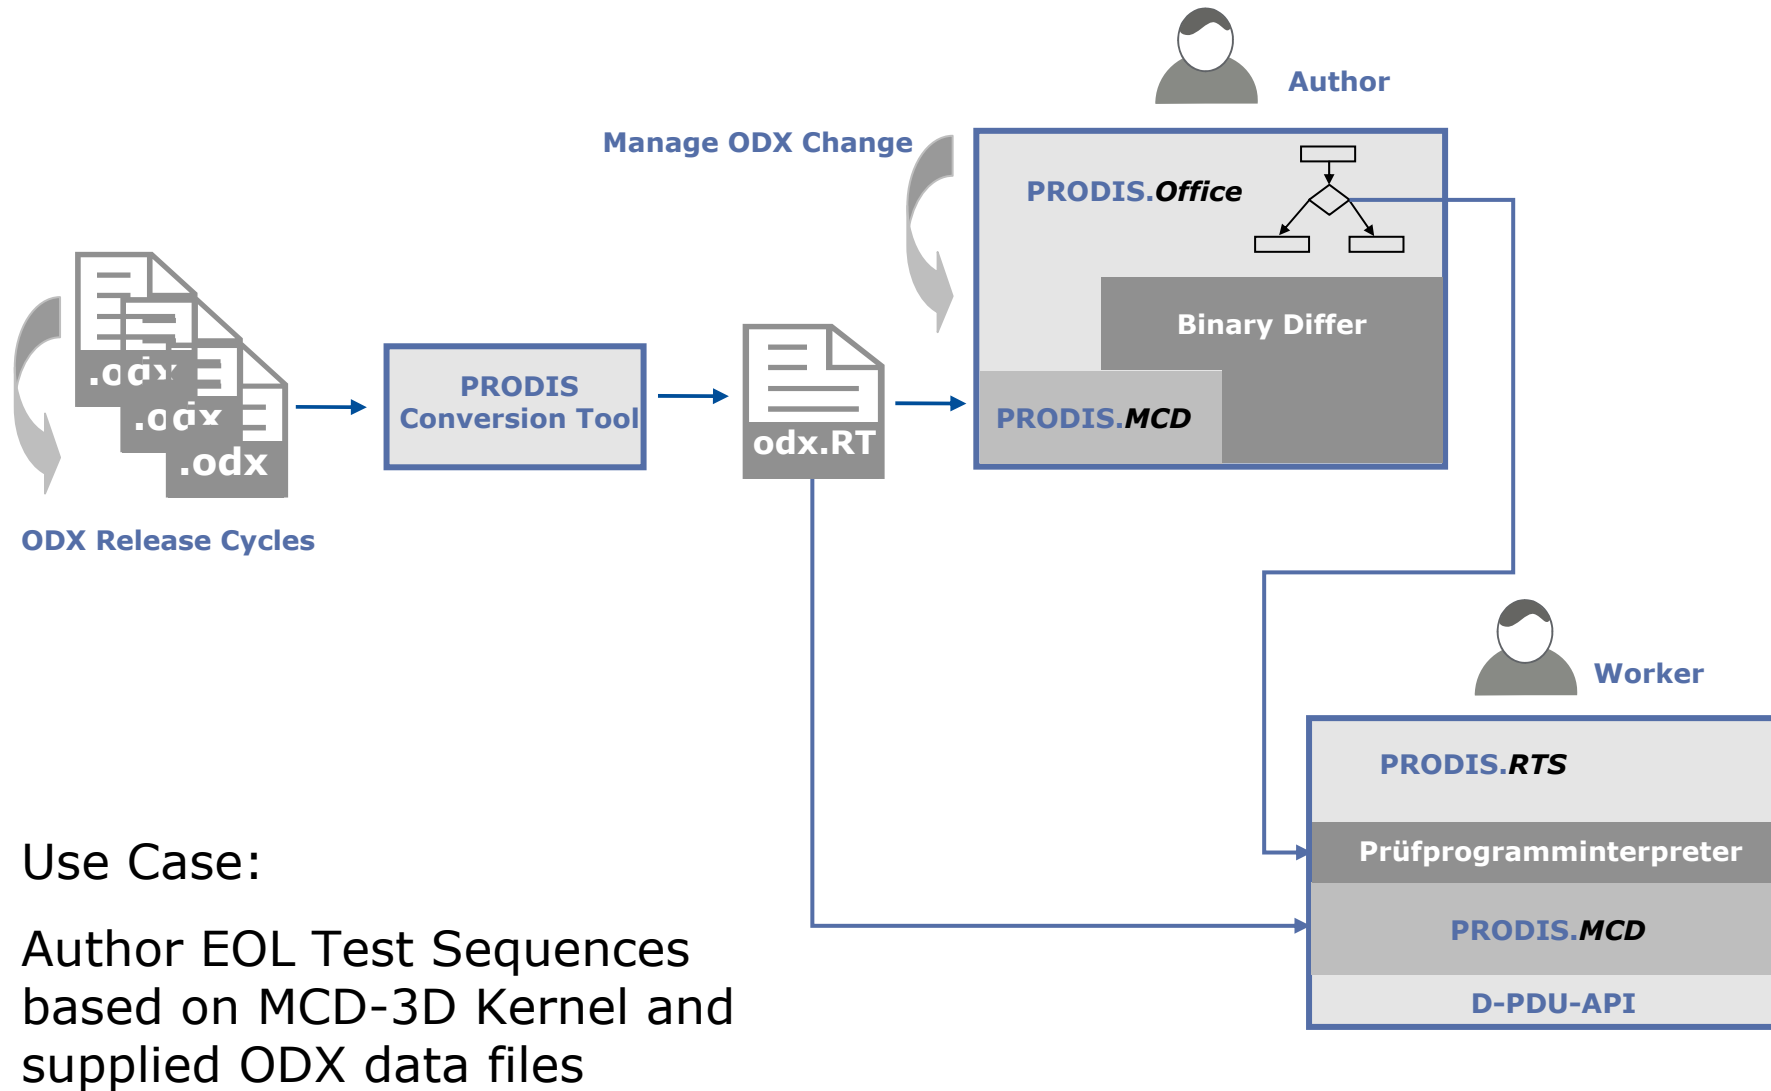 Author
Manage ODX Change
PRODIS.Office
Binary Differ
PRODIS.MCD
.odx
.odx
.odx
ODX Release Cycles
PRODIS
Conversion Tool
odx.RT
Worker
PRODIS.RTS
Prüfprogramminterpreter
PRODIS.MCD
D-PDU-API
Use Case:
Author EOL Test Sequences
based on MCD-3D Kernel and
supplied ODX data files